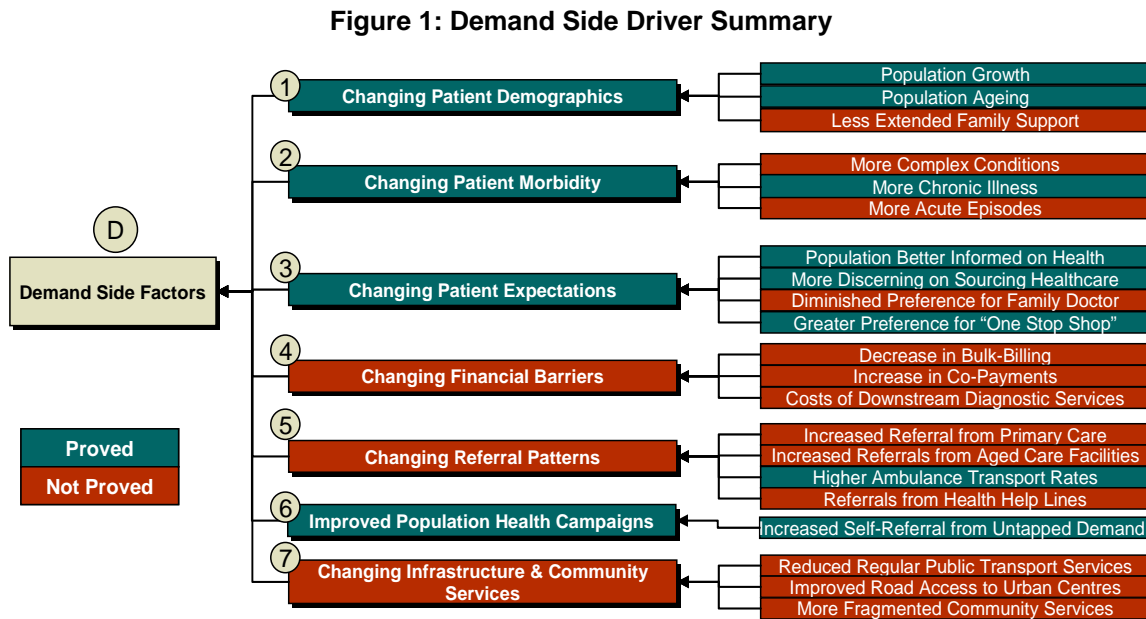 Figure 1: Demand Side Driver Summary
1
Changing Patient Demographics
Population Growth
Population Ageing
Less Extended Family Support
2
Changing Patient Morbidity
More Complex Conditions
More Chronic Illness
More Acute Episodes
D
Demand Side Factors
3
Changing Patient Expectations
Population Better Informed on Health
More Discerning on Sourcing Healthcare
Diminished Preference for Family Doctor
Greater Preference for “One Stop Shop”
4
Changing Financial Barriers
Decrease in Bulk-Billing
Increase in Co-Payments
Costs of Downstream Diagnostic Services
5
Changing Referral Patterns
Increased Referral from Primary Care
Increased Referrals from Aged Care Facilities
Higher Ambulance Transport Rates
Referrals from Health Help Lines
Proved
Not Proved
6
Improved Population Health Campaigns
Increased Self-Referral from Untapped Demand
7
Changing Infrastructure & Community
Services
Reduced Regular Public Transport Services
Improved Road Access to Urban Centres
More Fragmented Community Services